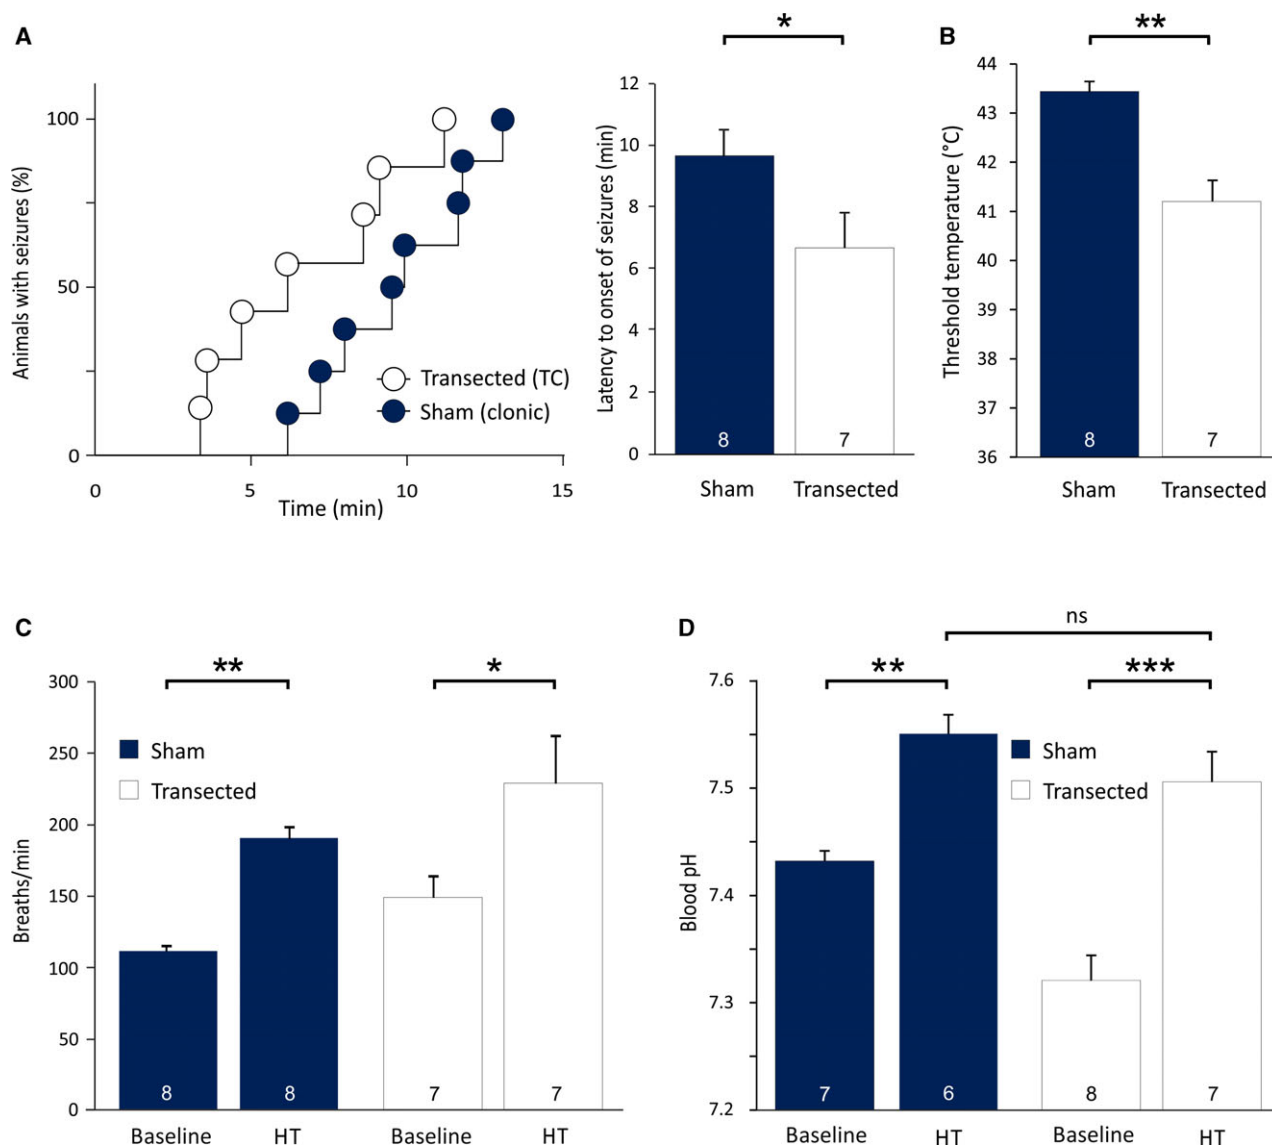 A
Animals with seizures (%)
100
50
0
0
5
10
15
Time (min)
Transected (TC)
Sham (clonic)
*
Latency to onset of seizures (min)
12
10
8
6
4
2
0
8
7
Sham
Transected
B
**
Threshold temperature (°C)
44
43
42
41
40
39
38
37
36
8
7
Sham
Transected
C
**
*
Breaths/min
300
250
200
150
100
50
0
Sham
Transected
8
8
7
7
Baseline
HT
Baseline
HT
D
ns
**
***
Blood pH
7.6
7.5
7.4
7.3
7.2
Sham
Transected
7
6
8
7
Baseline
HT
Baseline
HT